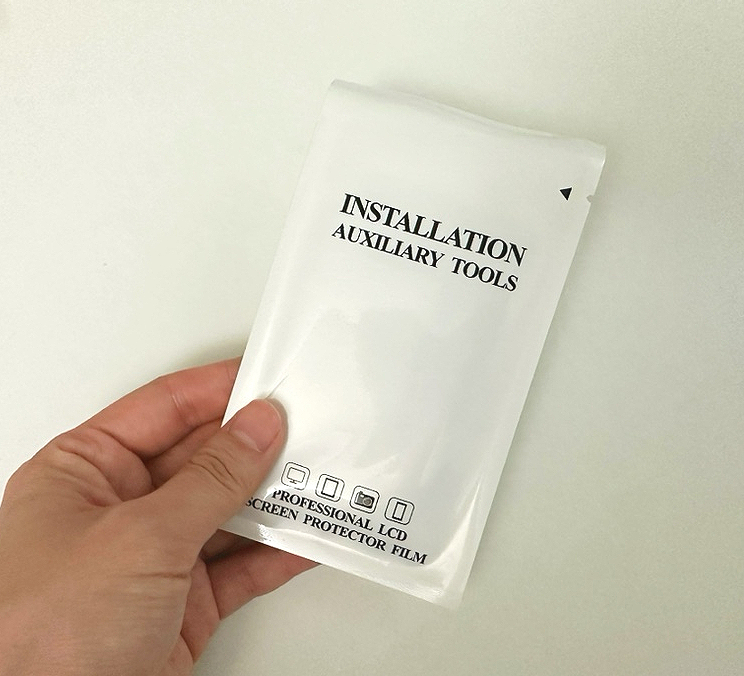 INSTALLATION
AUXILIARY TOOLS
PROFESSIONAL LCD
SCREEN PROTECTOR FILM